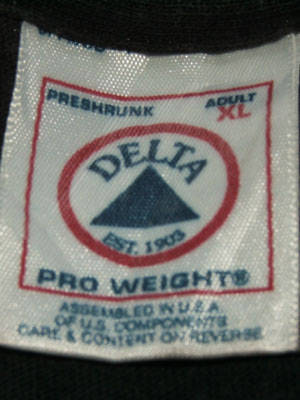 PRESHRUNK
ADULT
XL
DELTA
EST. 1903
PRO WEIGHT®
ASSEMBLED IN U.S.A
OF U.S. COMPONENTS
CARE & CONTENT ON REVERSE